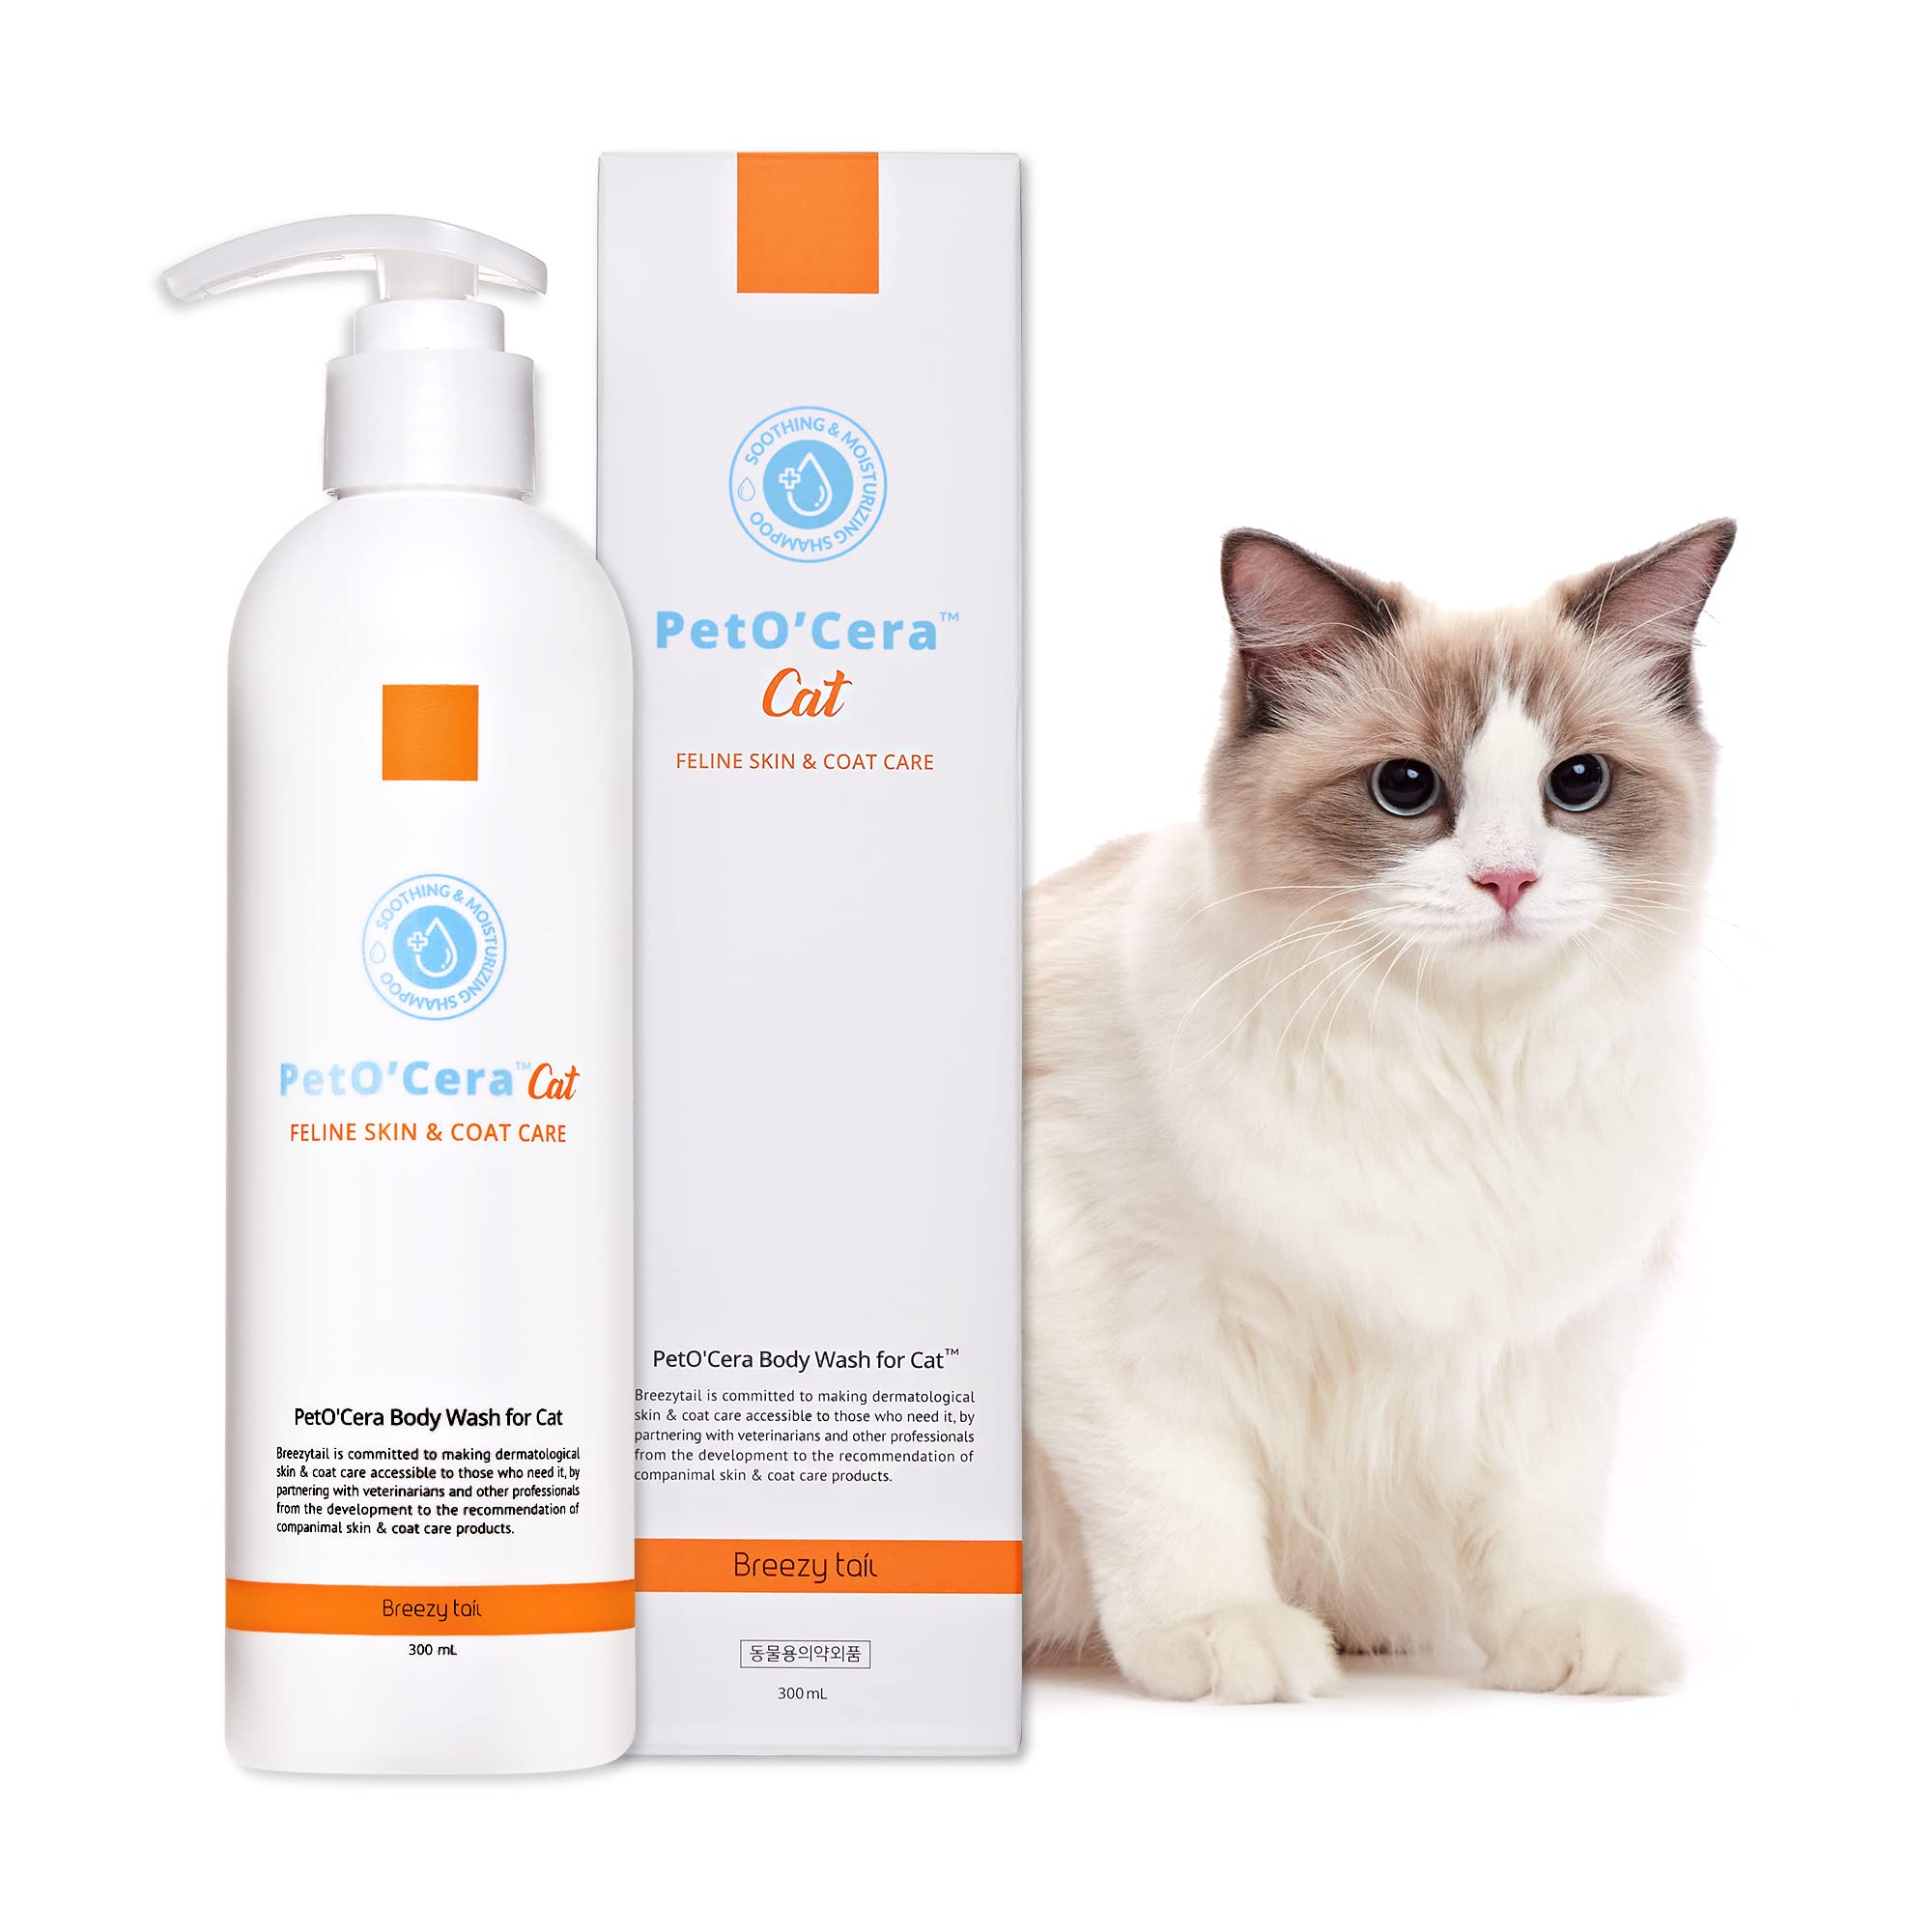 SOOTHING & MOISTURIZING SHAMPOO
PetO'Cera™ Cat
FELINE SKIN & COAT CARE
PetO'Cera Body Wash for Cat
Breezytail is committed to making dermatological
skin & coat care accessible to those who need it, by
partnering with veterinarians and other professionals
from the development to the recommendation of
companimal skin & coat care products.
Breezy tail
300 mL
SOOTHING & MOISTURIZING SHAMPOO
PetO'Cera™
Cat
FELINE SKIN & COAT CARE
PetO'Cera Body Wash for Cat™
Breezytail is committed to making dermatological
skin & coat care accessible to those who need it, by
partnering with veterinarians and other professionals
from the development to the recommendation of
companimal skin & coat care products.
Breezy tail
동물용의약외품
300 mL